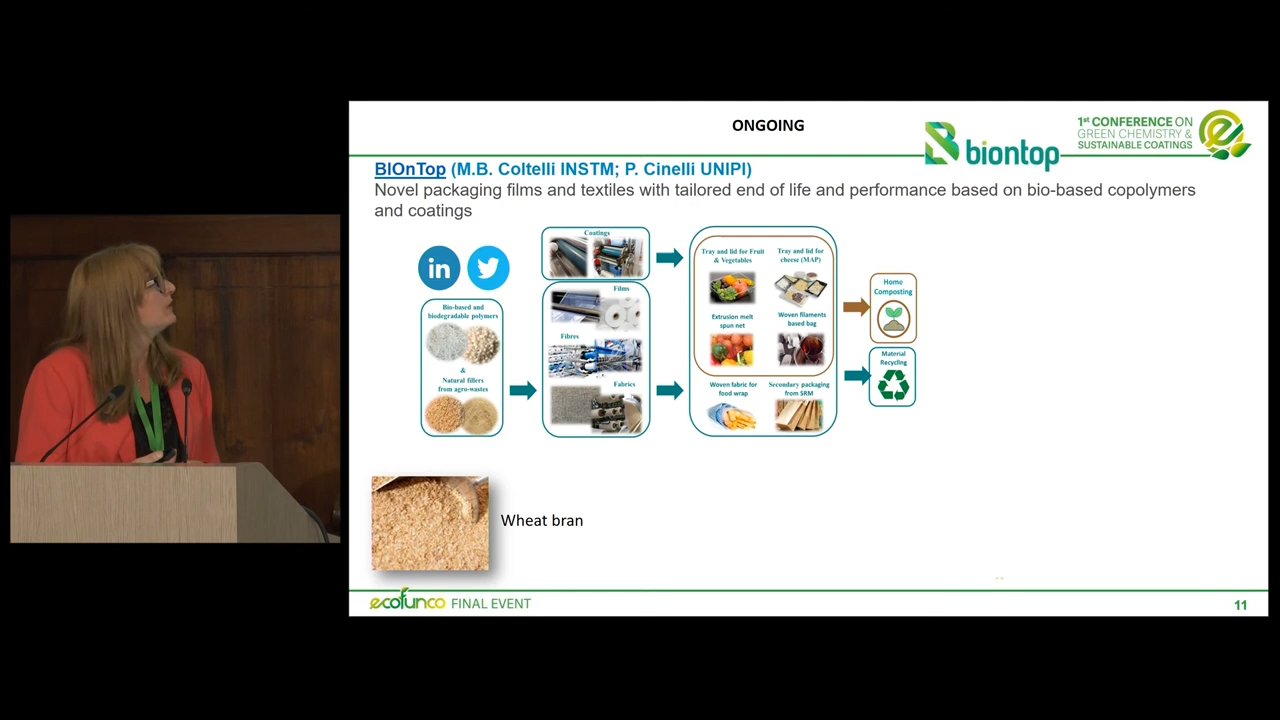 ONGOING
biontop
1st CONFERENCE ON
GREEN CHEMISTRY &
SUSTAINABLE COATINGS
BIOnTop (M.B. Coltelli INSTM; P. Cinelli UNIPI)
Novel packaging films and textiles with tailored end of life and performance based on bio-based copolymers
and coatings
in
Bio-based and
biodegradable polymers
&
Natural fillers
from agro-wastes
Coatings
Films
Fibres
Fabrics
Tray and lid for Fruit
& Vegetables
Tray and lid for
cheese (MAP)
Extrusion melt
spun net
Woven filaments
based bag
Woven fabric for
food wrap
Secondary packaging
from SRM
Home
Composting
Material
Recycling
Wheat bran
ecofunco FINAL EVENT
11